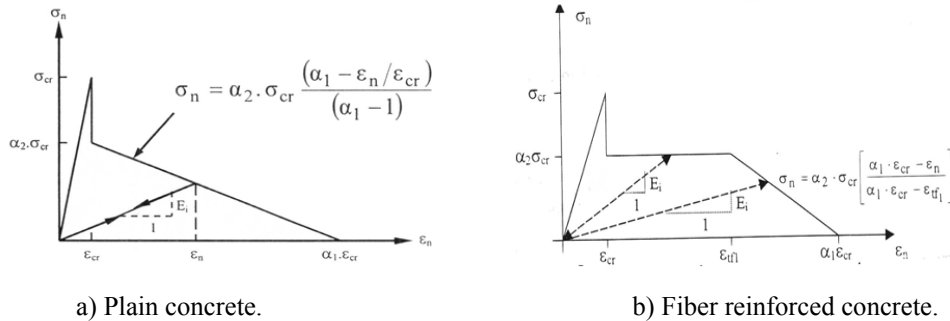 σn
σcr
α2.σcr
σn = α2.σcr (α1 − εn/εcr) / (α1 − 1)
Ei
1
εcr
εn
α1.εcr
εn
a) Plain concrete.
σn
σcr
α2σcr
σn = α2 · σcr [ α1 · εcr − εn / α1 · εcr − εtf1 ]
Ei
1
Ei
1
εcr
εtf1
α1εcr
εn
b) Fiber reinforced concrete.